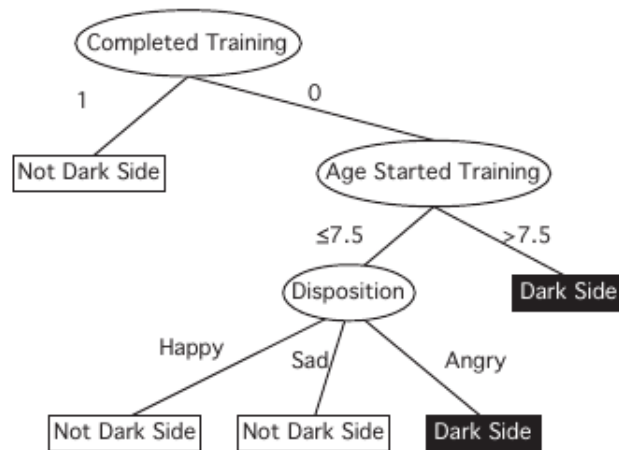 Completed Training
1
0
Not Dark Side
Age Started Training
≤7.5
>7.5
Disposition
Dark Side
Happy
Sad
Angry
Not Dark Side
Not Dark Side
Dark Side